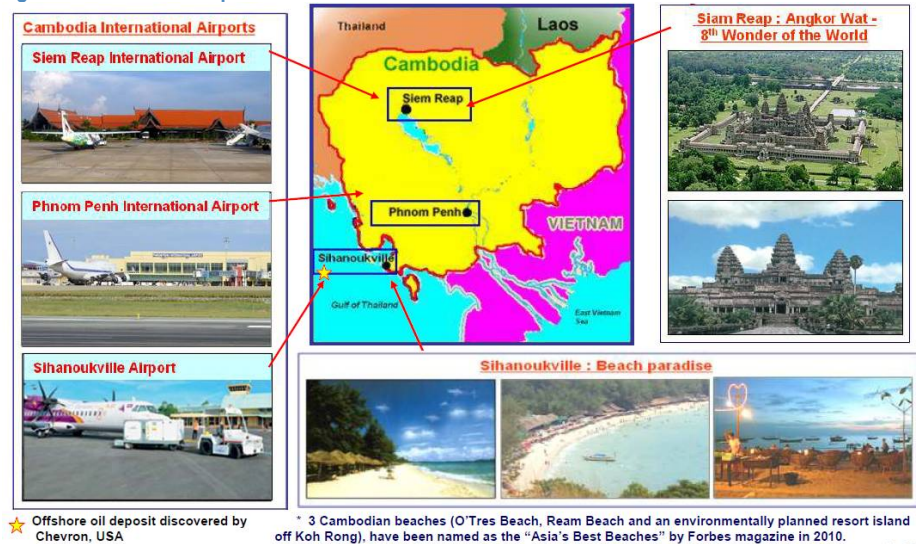 Cambodia International Airports
Siem Reap International Airport
Phnom Penh International Airport
Sihanoukville Airport
Thailand
Laos
Cambodia
Siem Reap
Phnom Penh
VIETNAM
Sihanoukville
Gulf of Thailand
East Vietnam
Sea
Siam Reap : Angkor Wat -
8th Wonder of the World
Sihanoukville : Beach paradise
Offshore oil deposit discovered by
Chevron, USA
* 3 Cambodian beaches (O'Tres Beach, Ream Beach and an environmentally planned resort island
off Koh Rong), have been named as the “Asia's Best Beaches” by Forbes magazine in 2010.